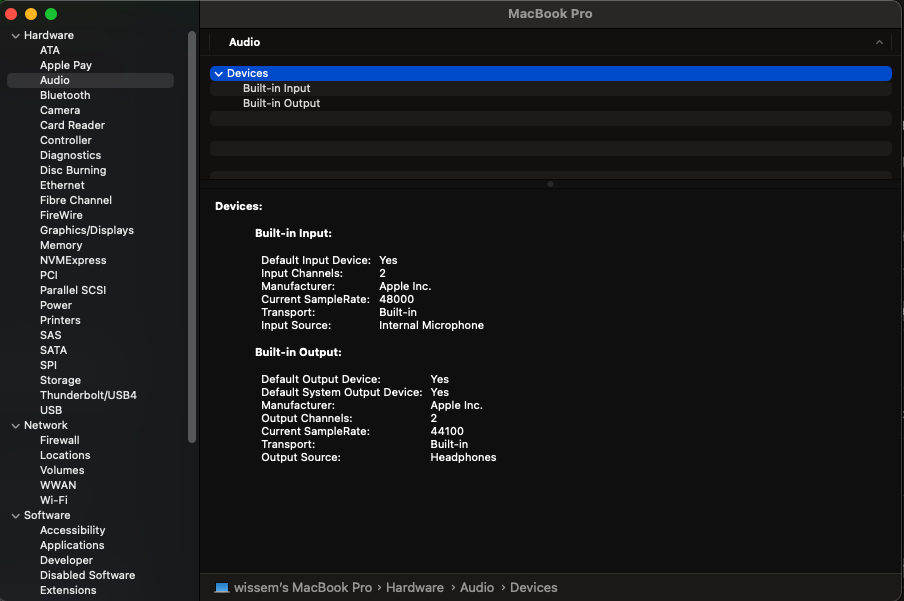 MacBook Pro
Hardware
ATA
Apple Pay
Audio
Bluetooth
Camera
Card Reader
Controller
Diagnostics
Disc Burning
Ethernet
Fibre Channel
FireWire
Graphics/Displays
Memory
NVMExpress
PCI
Parallel SCSI
Power
Printers
SAS
SATA
SPI
Storage
Thunderbolt/USB4
USB
Network
Firewall
Locations
Volumes
WWAN
Wi-Fi
Software
Accessibility
Applications
Developer
Disabled Software
Extensions
Audio
Devices
Built-in Input
Built-in Output
Devices:
Built-in Input:
Default Input Device: Yes
Input Channels: 2
Manufacturer: Apple Inc.
Current SampleRate: 48000
Transport: Built-in
Input Source: Internal Microphone
Built-in Output:
Default Output Device: Yes
Default System Output Device: Yes
Manufacturer: Apple Inc.
Output Channels: 2
Current SampleRate: 44100
Transport: Built-in
Output Source: Headphones
wissem's MacBook Pro › Hardware › Audio › Devices